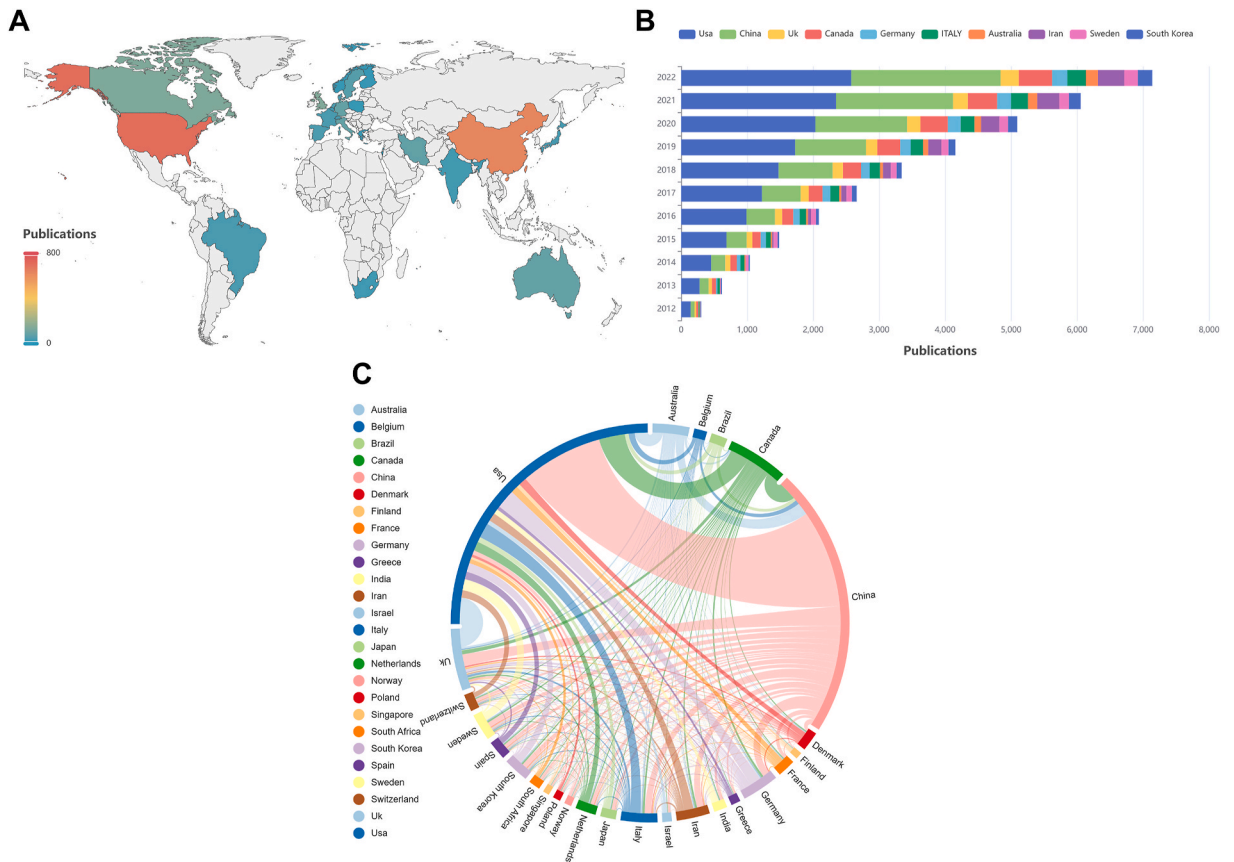 A
Publications
800
0
B
Usa China Uk Canada Germany ITALY Australia Iran Sweden South Korea
2022
2021
2020
2019
2018
2017
2016
2015
2014
2013
2012
0 1,000 2,000 3,000 4,000 5,000 6,000 7,000 8,000
Publications
C
Australia
Belgium
Brazil
Canada
China
Denmark
Finland
France
Germany
Greece
India
Iran
Israel
Italy
Japan
Netherlands
Norway
Poland
Singapore
South Africa
South Korea
Spain
Sweden
Switzerland
Uk
Usa
Australia
Belgium
Brazil
Canada
China
Denmark
Finland
France
Germany
Greece
India
Iran
Israel
Italy
Japan
Netherlands
Norway
Poland
Singapore
South Africa
South Korea
Spain
Sweden
Switzerland
Uk
Usa